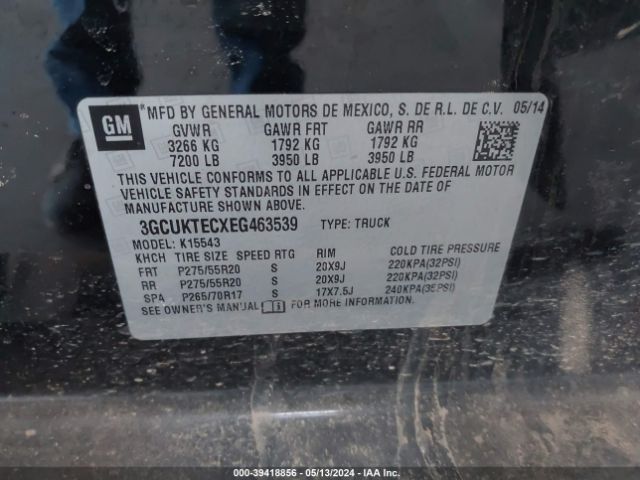 GM
*MFD BY GENERAL MOTORS DE MEXICO, S. DE R.L. DE C.V. 05/14
GVWR GAWR FRT GAWR RR
3266 KG 1792 KG 1792 KG
7200 LB 3950 LB 3950 LB
THIS VEHICLE CONFORMS TO ALL APPLICABLE U.S. FEDERAL MOTOR
VEHICLE SAFETY STANDARDS IN EFFECT ON THE DATE OF
MANUFACTURE SHOWN ABOVE.
3GCUKTECXEG463539 TYPE: TRUCK
MODEL: K15543
KHCH TIRE SIZE SPEED RTG RIM COLD TIRE PRESSURE
FRT P275/55R20 S 20X9J 220KPA(32PSI)
RR P275/55R20 S 20X9J 220KPA(32PSI)
SPA P265/70R17 S 17X7.5J 240KPA(35PSI)
SEE OWNER'S MANUAL FOR MORE INFORMATION
000-39418856 - 05/13/2024 - IAA Inc.